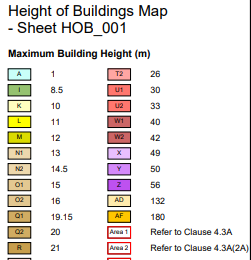 Height of Buildings Map
- Sheet HOB_001
Maximum Building Height (m)
A 1 T2 26
I 8.5 U1 30
K 10 U2 33
L 11 W1 40
M 12 W2 42
N1 13 X 49
N2 14.5 Y 50
O1 15 Z 56
O2 16 AD 132
Q1 19.15 AF 180
Q2 20 Area 1 Refer to Clause 4.3A
R 21 Area 2 Refer to Clause 4.3A(2A)